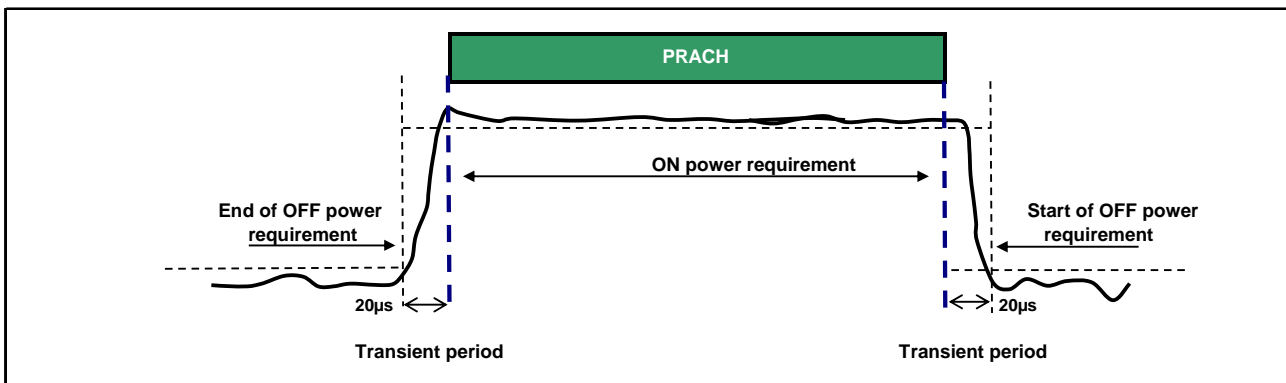 PRACH
ON power requirement
End of OFF power
requirement
Start of OFF power
requirement
20µs
20µs
Transient period
Transient period